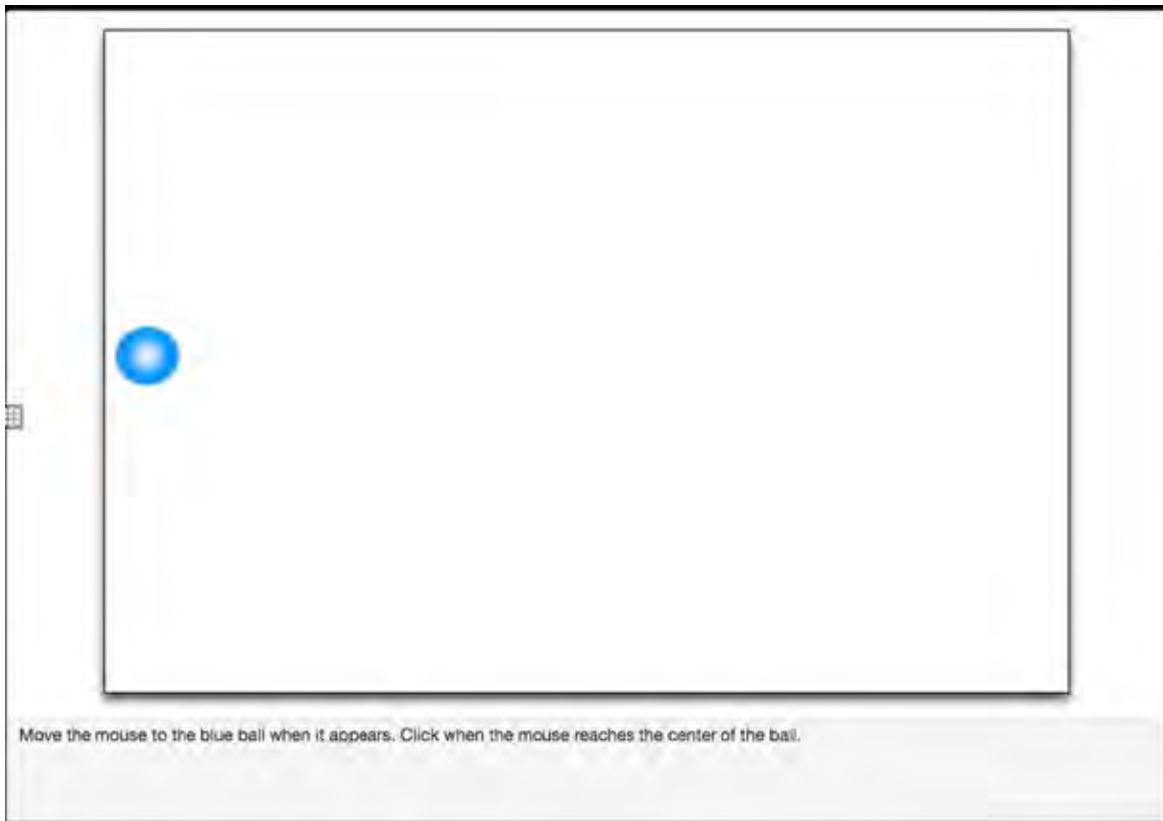 Move the mouse to the blue ball when it appears. Click when the mouse reaches the center of the ball.